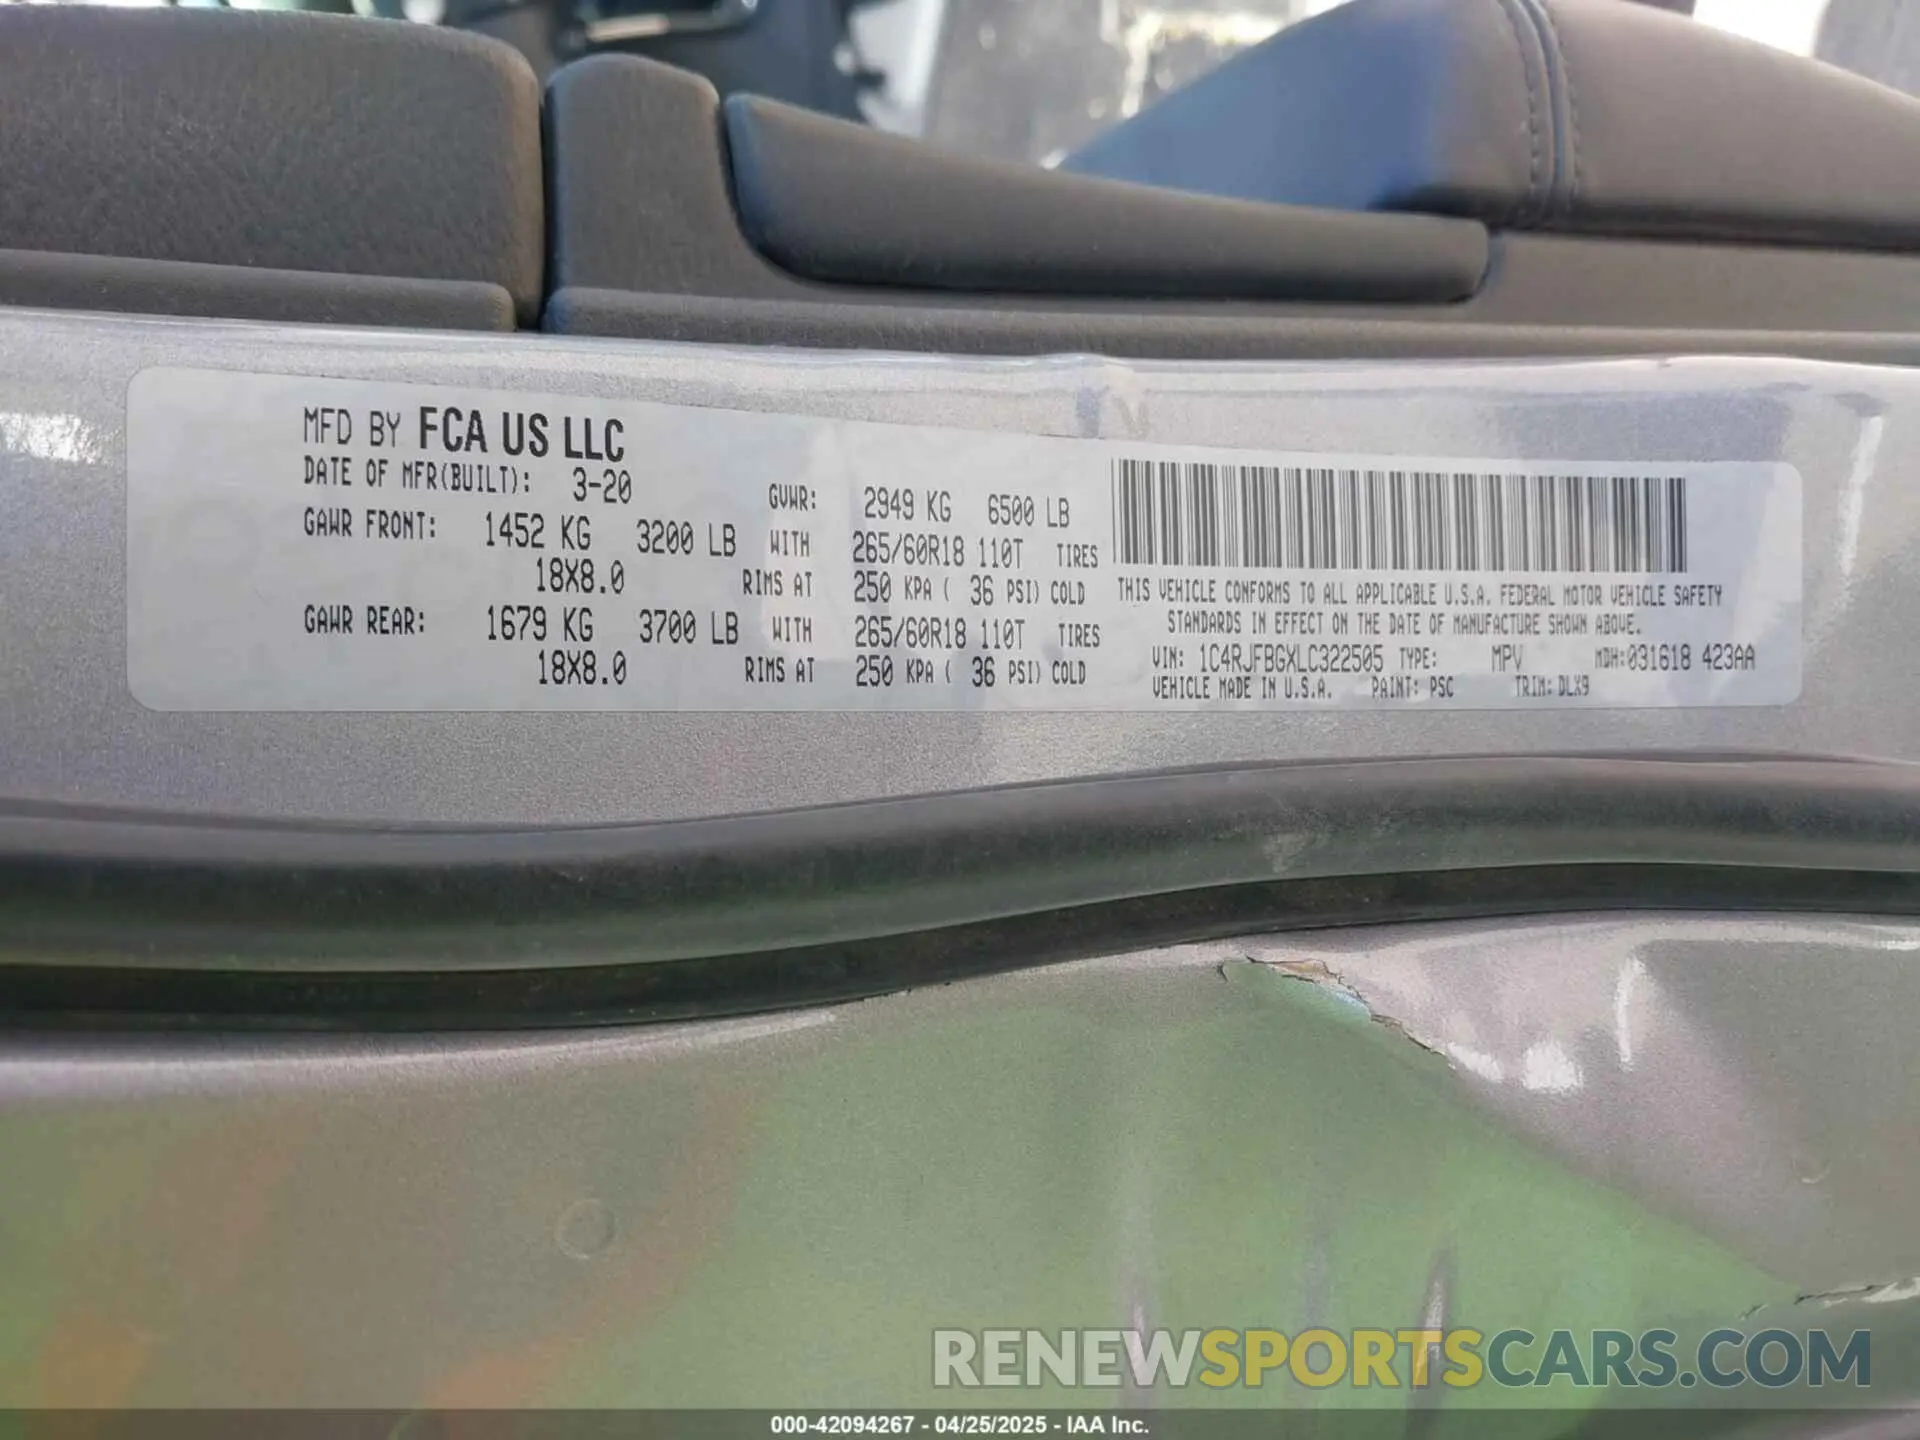 MFD BY FCA US LLC
DATE OF MFR(BUILT): 3-20
GVWR: 2949 KG 6500 LB
GAWR FRONT: 1452 KG 3200 LB WITH 265/60R18 110T TIRES
18X8.0 RIMS AT 250 KPA ( 36 PSI) COLD
GAWR REAR: 1679 KG 3700 LB WITH 265/60R18 110T TIRES
18X8.0 RIMS AT 250 KPA ( 36 PSI) COLD
THIS VEHICLE CONFORMS TO ALL APPLICABLE U.S.A. FEDERAL MOTOR VEHICLE SAFETY
STANDARDS IN EFFECT ON THE DATE OF MANUFACTURE SHOWN ABOVE.
VIN: 1C4RJFBGXLC322505 TYPE: MPV MDH:031618 423AA
VEHICLE MADE IN U.S.A. PAINT: PSC TRIM: DLX9
RENEWSPORTSCARS.COM
000-42094267 - 04/25/2025 - IAA Inc.